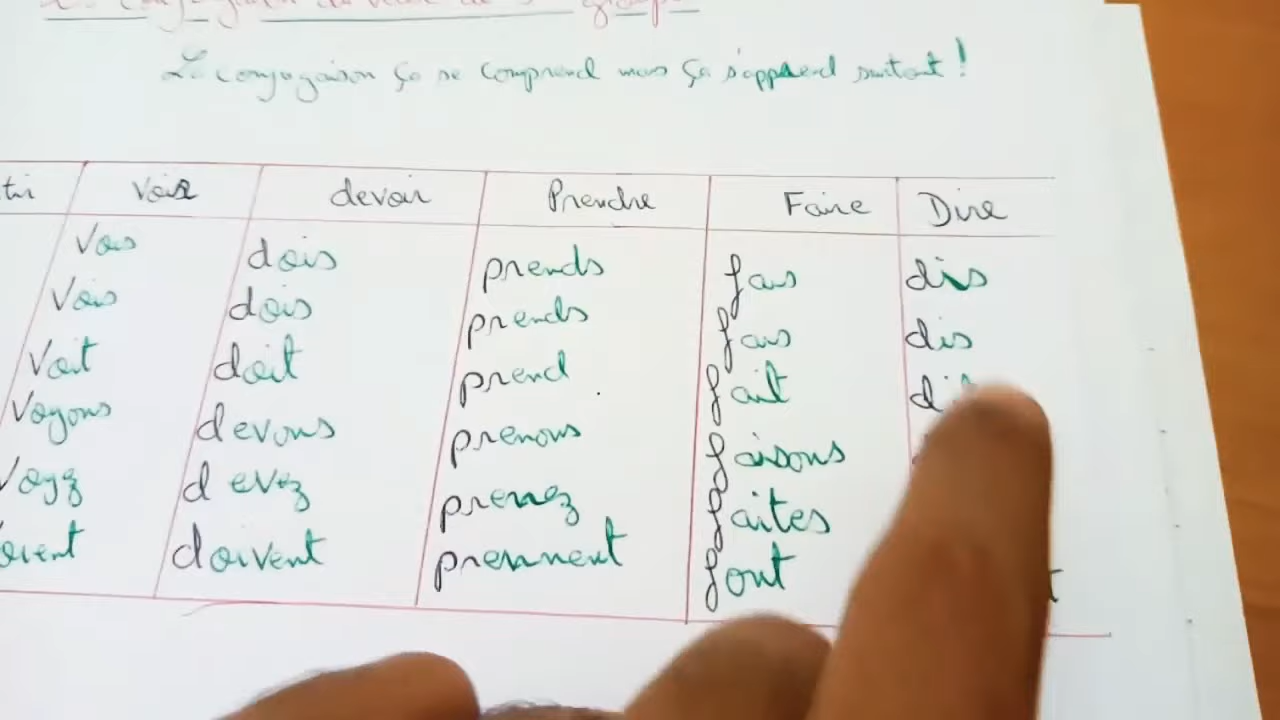 La conjugaison ça se comprend mais ça s'apprend surtout !
Voir devoir Prendre Faire Dire
Vois dois prends fais dis
Vois dois prends fais dis
Voit doit prend fait
Voyons devons prenons faisons
Voyez devez prenez faites
doivent prennent font